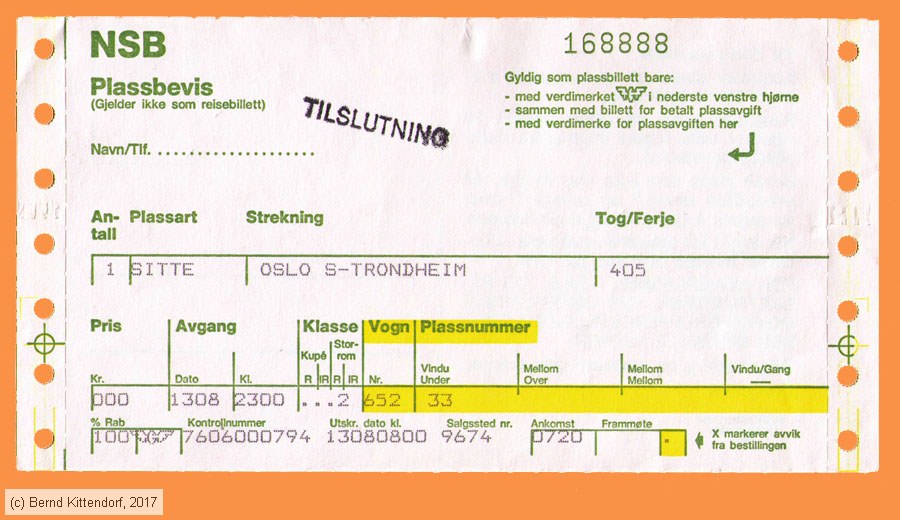 NSB
168888
Plassbevis
(Gjelder ikke som reisebillett)
TILSLUTNING
Gyldig som plassbillett bare:
- med verdimerket i nederste venstre hjørne
- sammen med billett for betalt plassavgift
- med verdimerke for plassavgiften her
Navn/Tlf. ......................
An-tall Plassart Strekning Tog/Ferje
1 SITTE OSLO S-TRONDHEIM 405
Pris Avgang Klasse Vogn Plassnummer
Kupé Stor-rom
Vindu Under Mellom Over Mellom Mellom Vindu/Gang
Kr. Dato Kl. R IR R IR Nr.
000 1308 2300 ...2 652 33
% Rab Kontrollnummer Utskr. dato kl. Salgssted nr. Ankomst Frammøte
100 7606000794 13080800 9674 0720
X markerer avvik
fra bestillingen
(c) Bernd Kittendorf, 2017